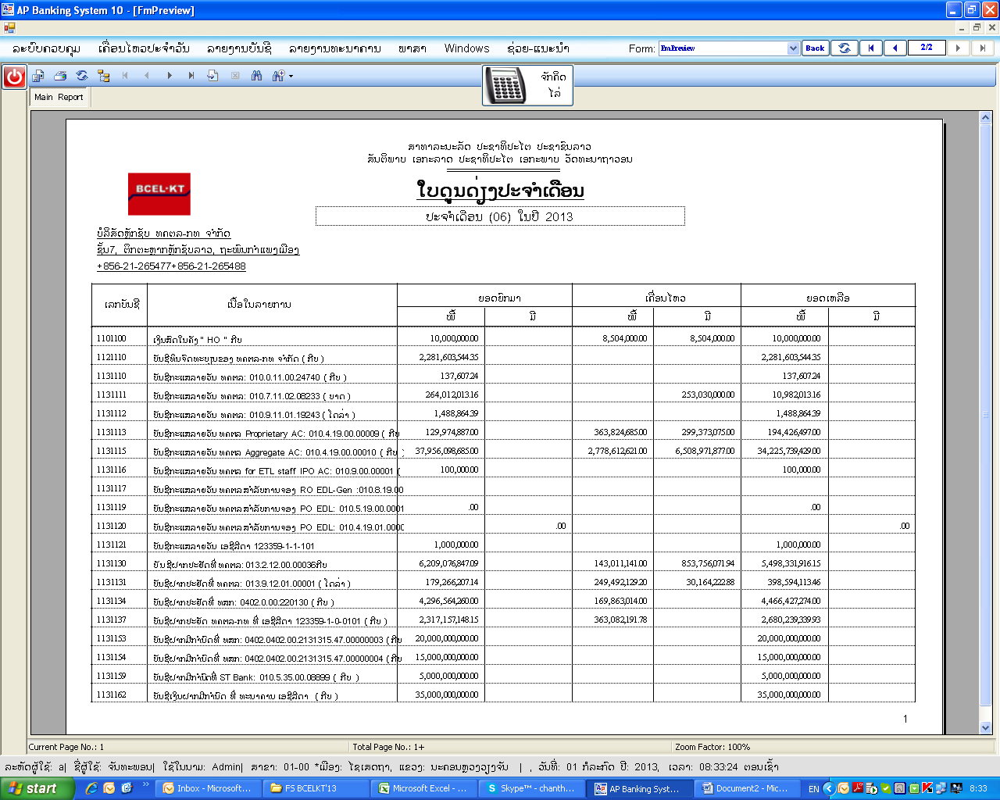 AP Banking System 10 - [FmPreview]
ລະບົບຄວບຄຸມ ເຄື່ອນໄຫວປະຈຳວັນ ລາຍງານບັນຊີ ລາຍງານທະນາຄານ ພາສາ Windows ຊ່ວຍ-ແນະນຳ Form: FmPreview Back 2/2
ຈັກຄິດ
ໄລ່
Main Report
ສາທາລະນະລັດ ປະຊາທິປະໄຕ ປະຊາຊົນລາວ
ສັນຕິພາບ ເອກະລາດ ປະຊາທິປະໄຕ ເອກະພາບ ວັດທະນາຖາວອນ
BCEL-KT
ໃບດູນດ່ຽງປະຈຳເດືອນ
ປະຈຳເດືອນ (06) ໃນປີ 2013
ບໍລິສັດຫຼັກຊັບ ທຄຕລ-ກທ ຈຳກັດ
ຊັ້ນ7, ຕຶກຕະຫຼາດຫຼັກຊັບລາວ, ຖະໜົນກຳແພງເມືອງ
+856-21-265477+856-21-265488
ເລກບັນຊີ ເນື້ອໃນລາຍການ ຍອດຍົກມາ ເຄື່ອນໄຫວ ຍອດເຫລືອ
ໜີ້ ມີ ໜີ້ ມີ ໜີ້ ມີ
1101100 ເງິນສົດໃນຄັງ " HO " ກີບ 10,000,000.00 8,504,000.00 8,504,000.00 10,000,000.00
1121110 ບັນຊີທຶນຈົດທະບຽນຂອງ ທຄຕລ-ກທ ຈຳກັດ ( ກີບ ) 2,281,603,544.35 2,281,603,544.35
1131110 ບັນຊີກະແສລາຍວັນ ທຄຕລ: 010.0.11.00.24740 ( ກີບ ) 137,607.24 137,607.24
1131111 ບັນຊີກະແສລາຍວັນ ທຄຕລ: 010.7.11.02.08233 ( ບາດ ) 264,012,013.16 253,030,000.00 10,982,013.16
1131112 ບັນຊີກະແສລາຍວັນ ທຄຕລ: 010.9.11.01.19243 ( ໂດລ່າ ) 1,488,864.39 1,488,864.39
1131113 ບັນຊີກະແສລາຍວັນ ທຄຕລ Proprietary AC: 010.4.19.00.00009 ( ກີບ 129,974,887.00 363,824,685.00 299,373,075.00 194,426,497.00
1131115 ບັນຊີກະແສລາຍວັນ ທຄຕລ Aggregate AC: 010.4.19.00.00010 ( ກີບ ) 37,956,098,685.00 2,778,612,621.00 6,508,971,877.00 34,225,739,429.00
1131116 ບັນຊີກະແສລາຍວັນ ທຄຕລ for ETL staff IPO AC: 010.9.00.00001 ( 100,000.00 100,000.00
1131117 ບັນຊີກະແສລາຍວັນ ທຄຕລ ສຳລັບການຈອງ RO EDL-Gen :010.8.19.00
1131119 ບັນຊີກະແສລາຍວັນ ທຄຕລ ສຳລັບການຈອງ PO EDL: 010.5.19.00.0001 .00 .00
1131120 ບັນຊີກະແສລາຍວັນ ທຄຕລ ສຳລັບການຈອງ PO EDL: 010.4.19.01.0000 .00 .00
1131121 ບັນຊີກະແສລາຍວັນ ເອຊີລີດາ 123359-1-1-101 1,000,000.00 1,000,000.00
1131130 ບັນຊີຝາກປະຢັດທີ່ ທຄຕລ: 013.2.12.00.00036ກີບ 6,209,076,847.09 143,011,141.00 853,756,071.94 5,498,331,916.15
1131131 ບັນຊີຝາກປະຢັດທີ່ ທຄຕລ: 013.9.12.01.00001 ( ໂດລ່າ ) 179,266,207.14 249,492,129.20 30,164,222.88 398,594,113.46
1131134 ບັນຊີຝາກປະຢັດທີ່ ທສກ: 0402.0.00.220130 ( ກີບ ) 4,296,564,260.00 169,863,014.00 4,466,427,274.00
1131137 ບັນຊີຝາກປະຢັດ ທຄຕລ-ກທ ທີ່ ເອຊີລີດາ 123359-1-0-0101 ( ກີບ ) 2,317,157,148.15 363,082,191.78 2,680,239,339.93
1131153 ບັນຊີຝາກມີກຳນົດທີ່ ທສກ: 0402.0402.00.2131315.47.00000003 ( ກີບ 20,000,000,000.00 20,000,000,000.00
1131154 ບັນຊີຝາກມີກຳນົດທີ່ ທສກ: 0402.0402.00.2131315.47.00000004 ( ກີບ 15,000,000,000.00 15,000,000,000.00
1131159 ບັນຊີຝາກມີກຳນົດທີ່ ST Bank: 010.5.35.00.08899 ( ກີບ ) 5,000,000,000.00 5,000,000,000.00
1131162 ບັນຊີເງິນຝາກມີກຳນົດ ທີ່ ທະນາຄານ ເອຊີລີດາ ( ກີບ ) 35,000,000,000.00 35,000,000,000.00
1
Current Page No.: 1 Total Page No.: 1+ Zoom Factor: 100%
ລະຫັດຜູ້ໃຊ້: a| ຊື່ຜູ້ໃຊ້: ຈັນທະພອນ| ໃຊ້ໃນນາມ: Admin| ສາຂາ: 01-00 *ເມືອງ: ໄຊເສດຖາ, ແຂວງ: ນະຄອນຫຼວງວຽງຈັນ | , ວັນທີ: 01 ກໍລະກົດ ປີ: 2013, ເວລາ: 08:33:24 ຕອນເຊົ້າ
start Inbox - Microsoft... FS BCELKT'13 Microsoft Excel - ... Skype™ - chanth... AP Banking Syst... Document2 - Mic... EN 8:33